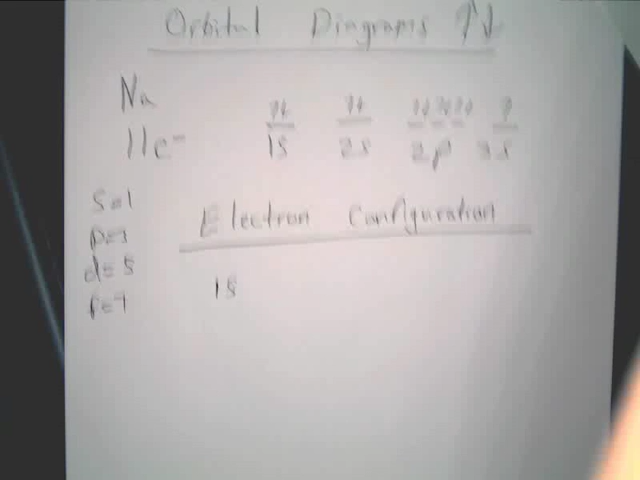 Orbital Diagrams ↑↓
Na ↑↓ ↑↓ ↑↓ ↑↓ ↑↓ ↑
11e⁻ 1s 2s 2p 3s
s=1
Electron Configuration
p=3
d=5
1s
f=7